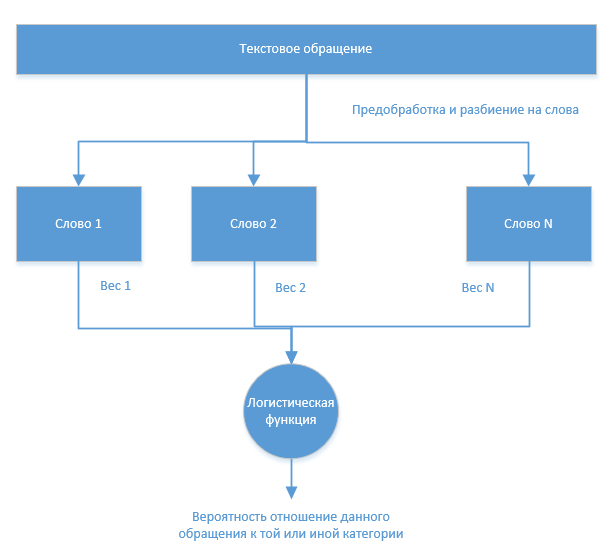 Текстовое обращение
Предобработка и разбиение на слова
Слово 1
Слово 2
Слово N
Вес 1
Вес 2
Вес N
Логистическая
функция
Вероятность отношение данного
обращения к той или иной категории